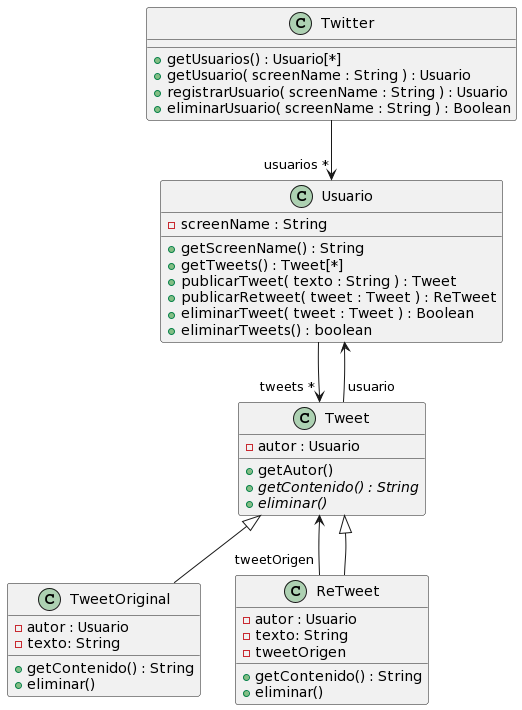 C Twitter
getUsuarios() : Usuario[*]
getUsuario( screenName : String ) : Usuario
registrarUsuario( screenName : String ) : Usuario
eliminarUsuario( screenName : String ) : Boolean
usuarios *
C Usuario
screenName : String
getScreenName() : String
getTweets() : Tweet[*]
publicarTweet( texto : String ) : Tweet
publicarRetweet( tweet : Tweet ) : ReTweet
eliminarTweet( tweet : Tweet ) : Boolean
eliminarTweets() : boolean
tweets *
usuario
C Tweet
autor : Usuario
getAutor()
getContenido() : String
eliminar()
tweetOrigen
C TweetOriginal
autor : Usuario
texto: String
getContenido() : String
eliminar()
C ReTweet
autor : Usuario
texto: String
tweetOrigen
getContenido() : String
eliminar()